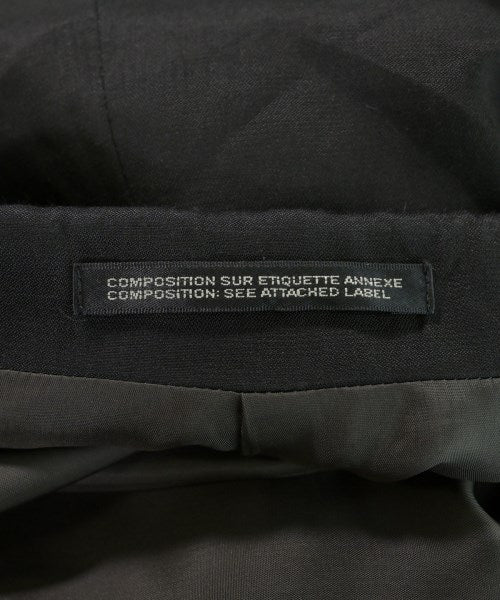 COMPOSITION SUR ETIQUETTE ANNEXE
COMPOSITION: SEE ATTACHED LABEL